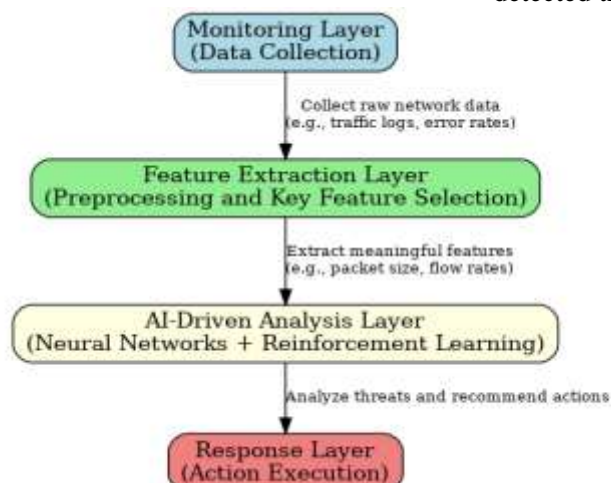 detected
Monitoring Layer
(Data Collection)
Collect raw network data
(e.g., traffic logs, error rates)
Feature Extraction Layer
(Preprocessing and Key Feature Selection)
Extract meaningful features
(e.g., packet size, flow rates)
AI-Driven Analysis Layer
(Neural Networks + Reinforcement Learning)
Analyze threats and recommend actions
Response Layer
(Action Execution)